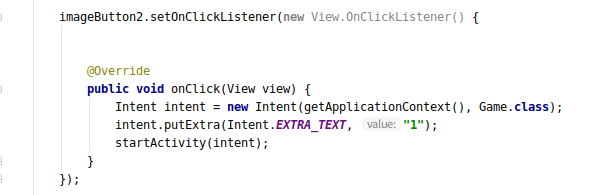 imageButton2.setOnClickListener(new View.OnClickListener() {
@Override
public void onClick(View view) {
Intent intent = new Intent(getApplicationContext(), Game.class);
intent.putExtra(Intent.EXTRA_TEXT, value: "1");
startActivity(intent);
}
});